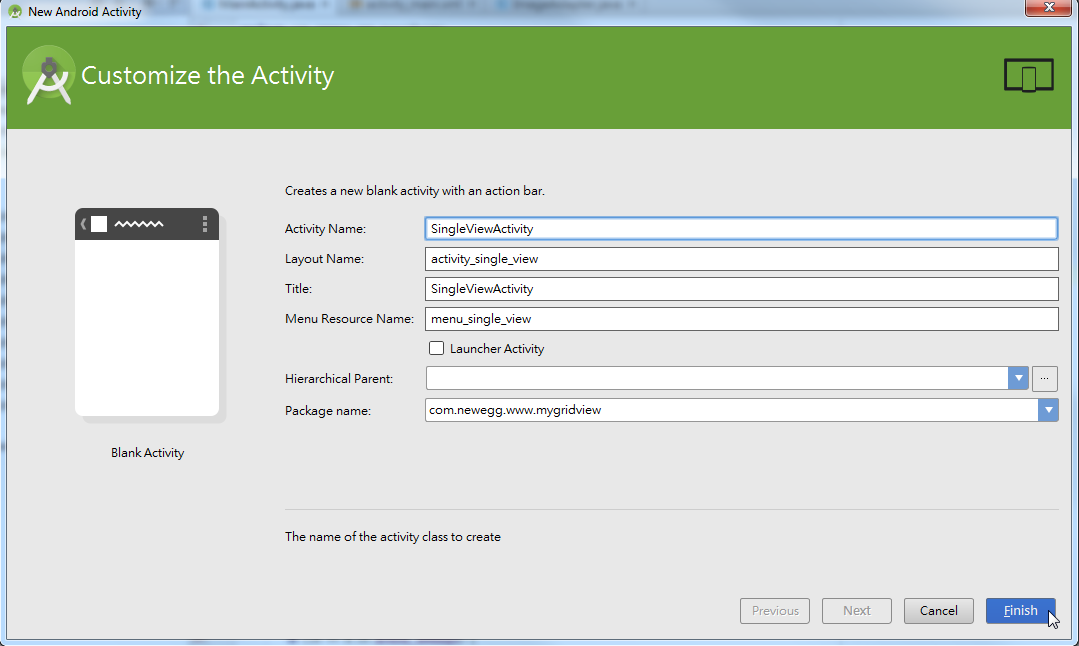 New Android Activity
Customize the Activity
Creates a new blank activity with an action bar.
Activity Name: SingleViewActivity
Layout Name: activity_single_view
Title: SingleViewActivity
Menu Resource Name: menu_single_view
Launcher Activity
Hierarchical Parent: ...
Package name: com.newegg.www.mygridview
Blank Activity
The name of the activity class to create
Previous Next Cancel Finish